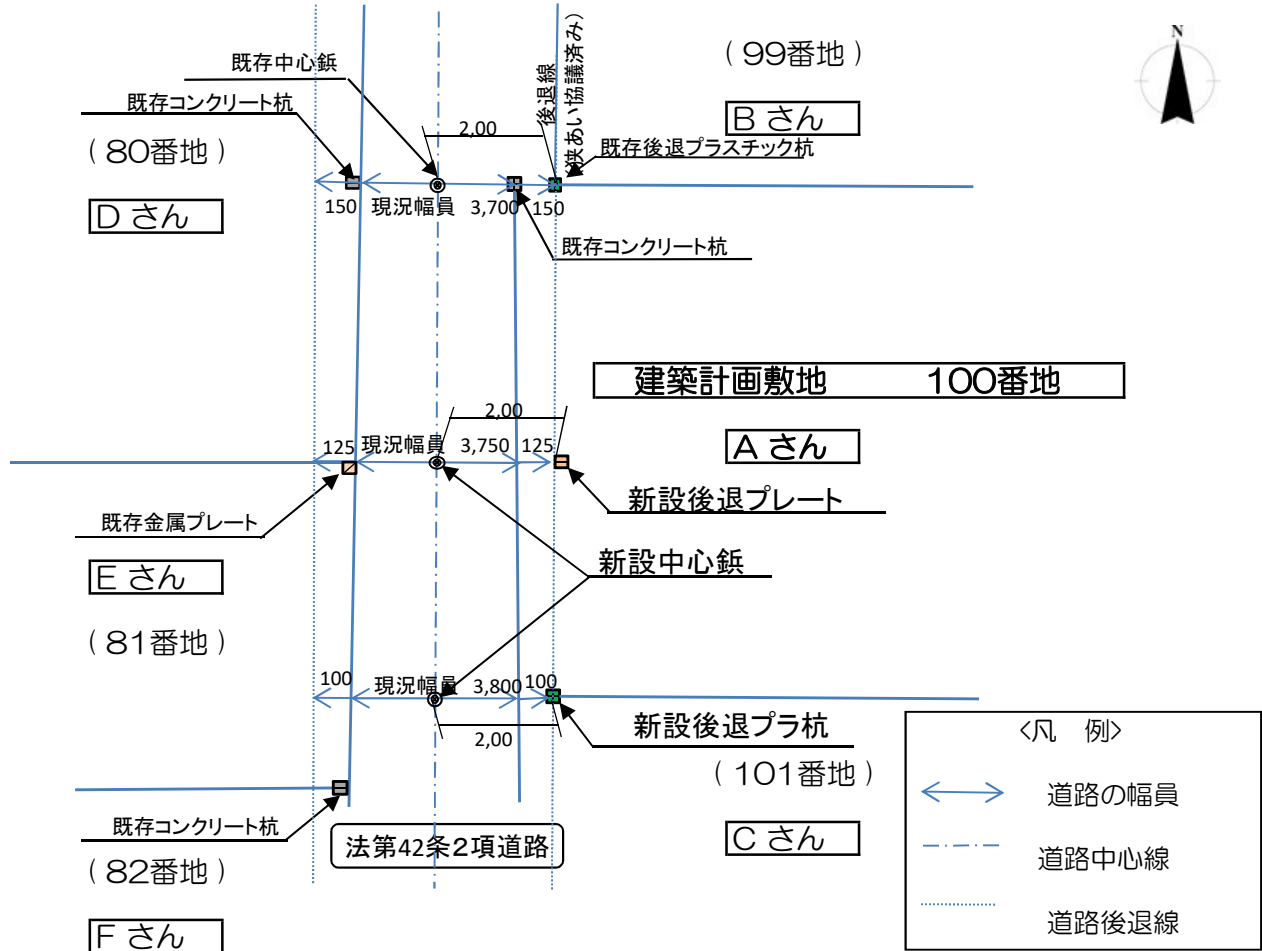 N
(99番地)
既存中心鋲
後退線
(狭あい協議済み)
既存コンクリート杭
B さん
2,00
(80番地)
既存後退プラスチック杭
D さん
150 現況幅員 3,700 150
既存コンクリート杭
建築計画敷地 100番地
2,00
125 現況幅員 3,750 125
A さん
新設後退プレート
既存金属プレート
新設中心鋲
E さん
(81番地)
100 現況幅員 3,800 100
新設後退プラ杭
2,00
(101番地)
既存コンクリート杭
法第42条2項道路
C さん
(82番地)
F さん
<凡 例>
道路の幅員
道路中心線
道路後退線